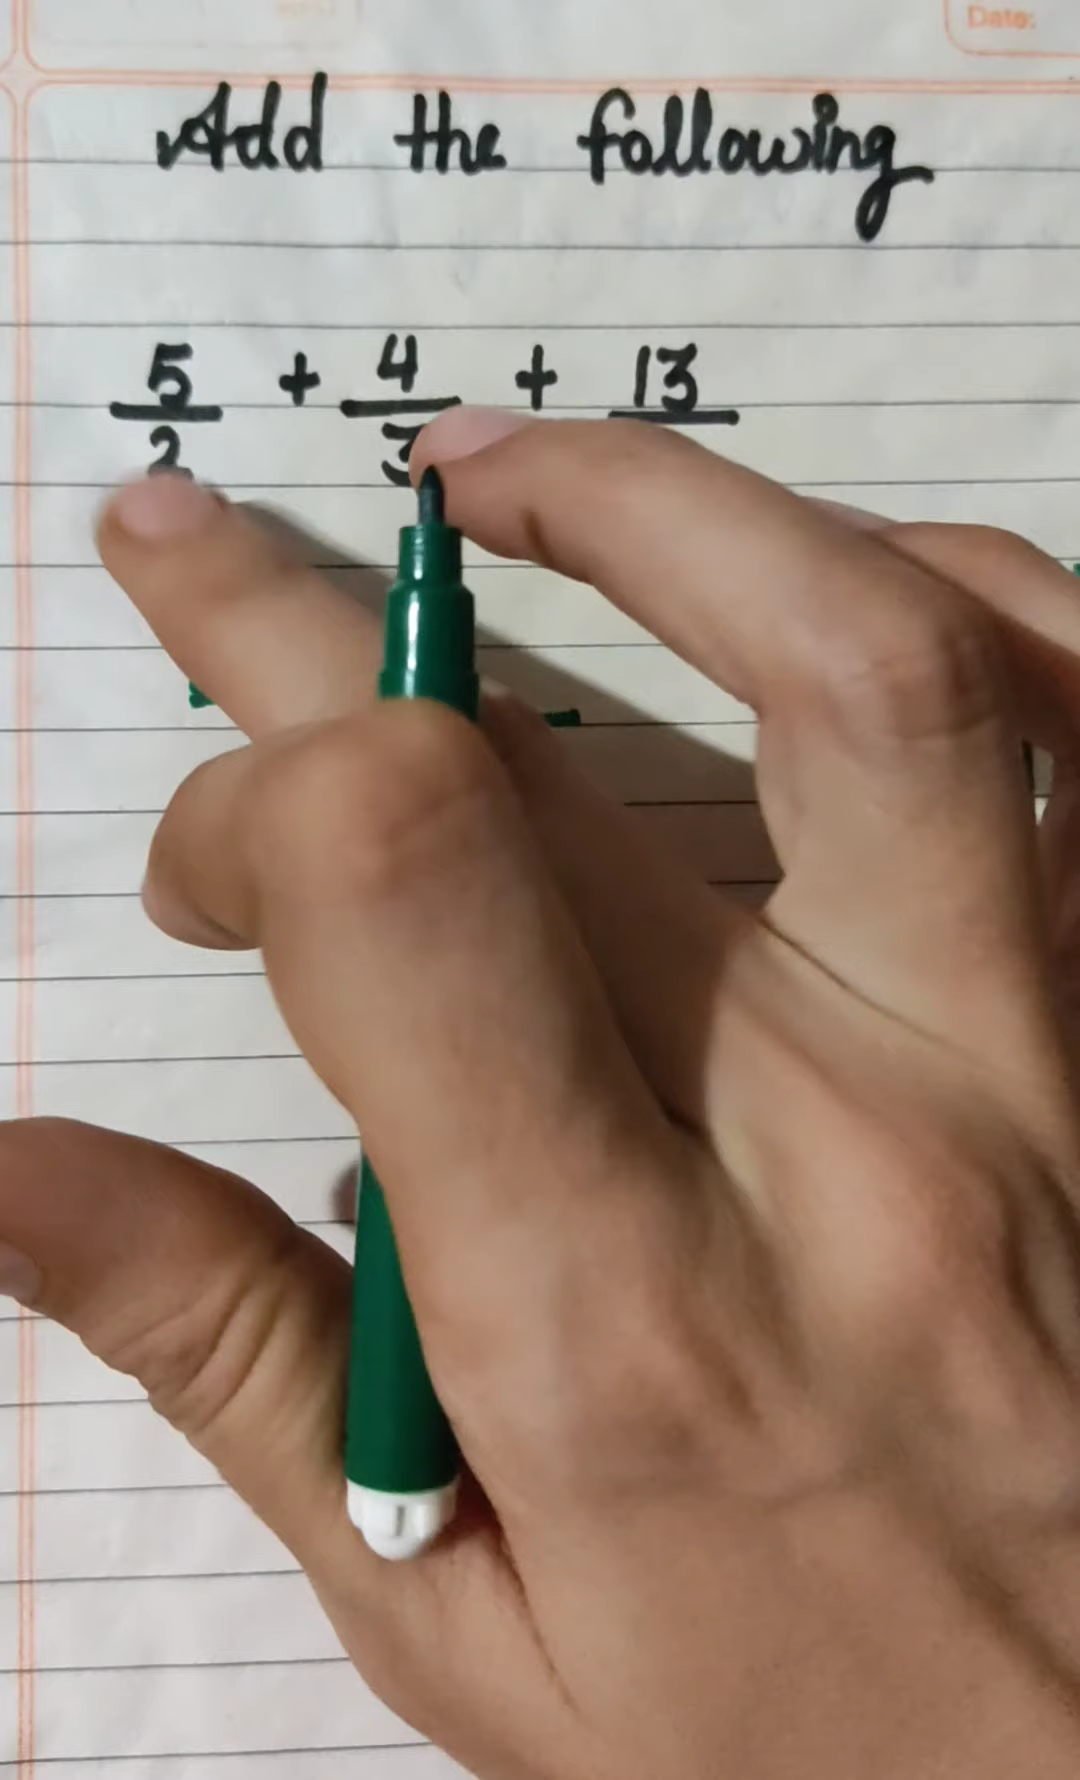 Date:
Add the following
5/2 + 4/3 + 13/